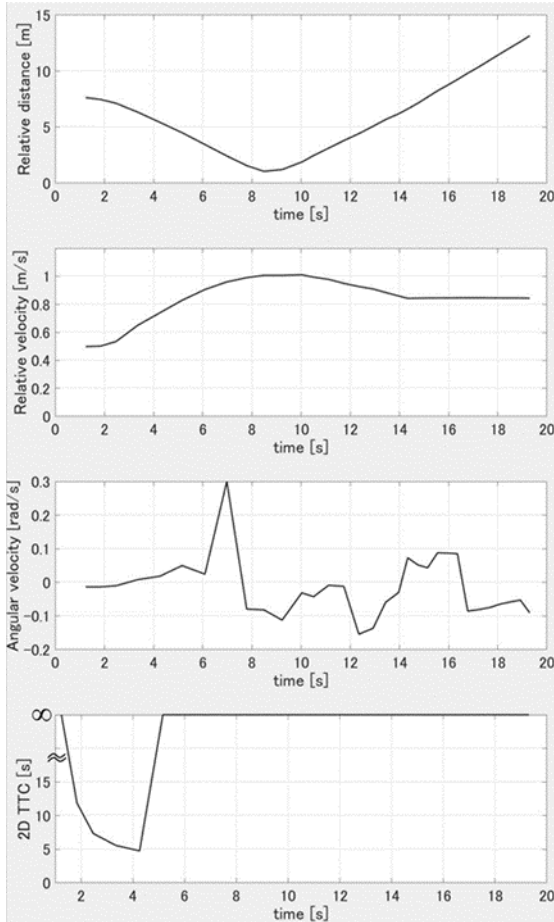 15
10
5
0
Relative distance [m]
0 2 4 6 8 10 12 14 16 18 20
time [s]
1
0.8
0.6
0.4
0.2
0
Relative velocity [m/s]
0 2 4 6 8 10 12 14 16 18 20
time [s]
0.3
0.2
0.1
0
-0.1
-0.2
Angular velocity [rad/s]
0 2 4 6 8 10 12 14 16 18 20
time [s]
∞
≈
15
10
5
0
2D TTC [s]
2 4 6 8 10 12 14 16 18 20
time [s]